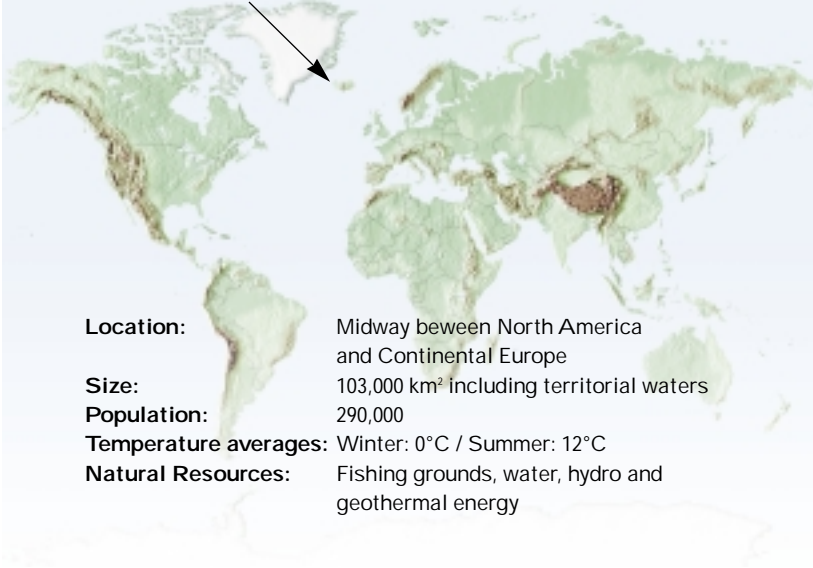 Location: Midway beween North America
and Continental Europe
Size: 103,000 km² including territorial waters
Population: 290,000
Temperature averages: Winter: 0°C / Summer: 12°C
Natural Resources: Fishing grounds, water, hydro and
geothermal energy